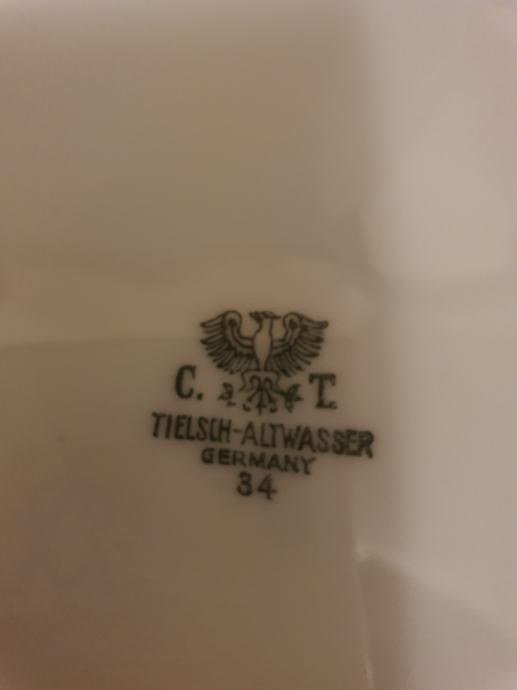 C. T.
TIELSCH-ALTWASSER
GERMANY
34